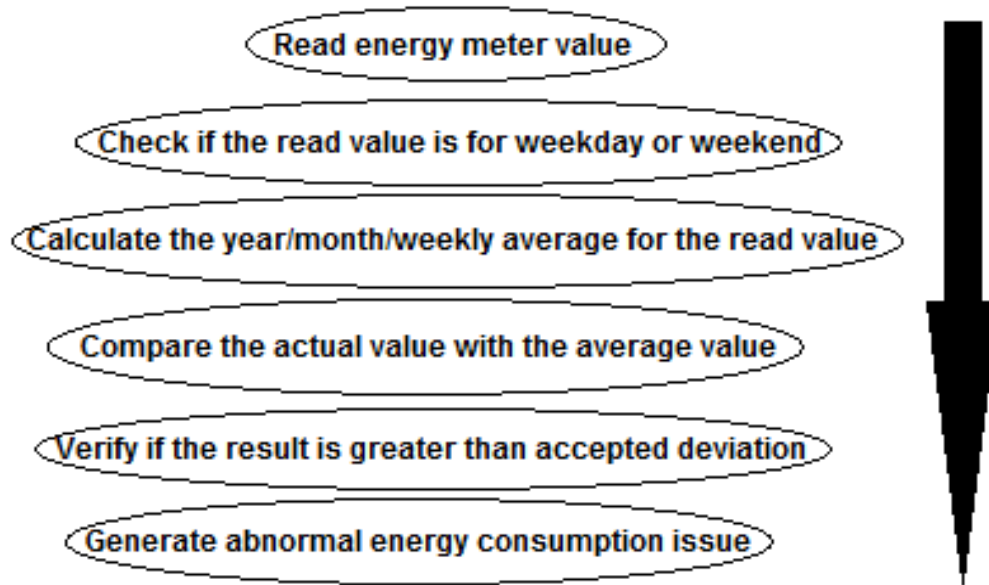 Read energy meter value
Check if the read value is for weekday or weekend
Calculate the year/month/weekly average for the read value
Compare the actual value with the average value
Verify if the result is greater than accepted deviation
Generate abnormal energy consumption issue